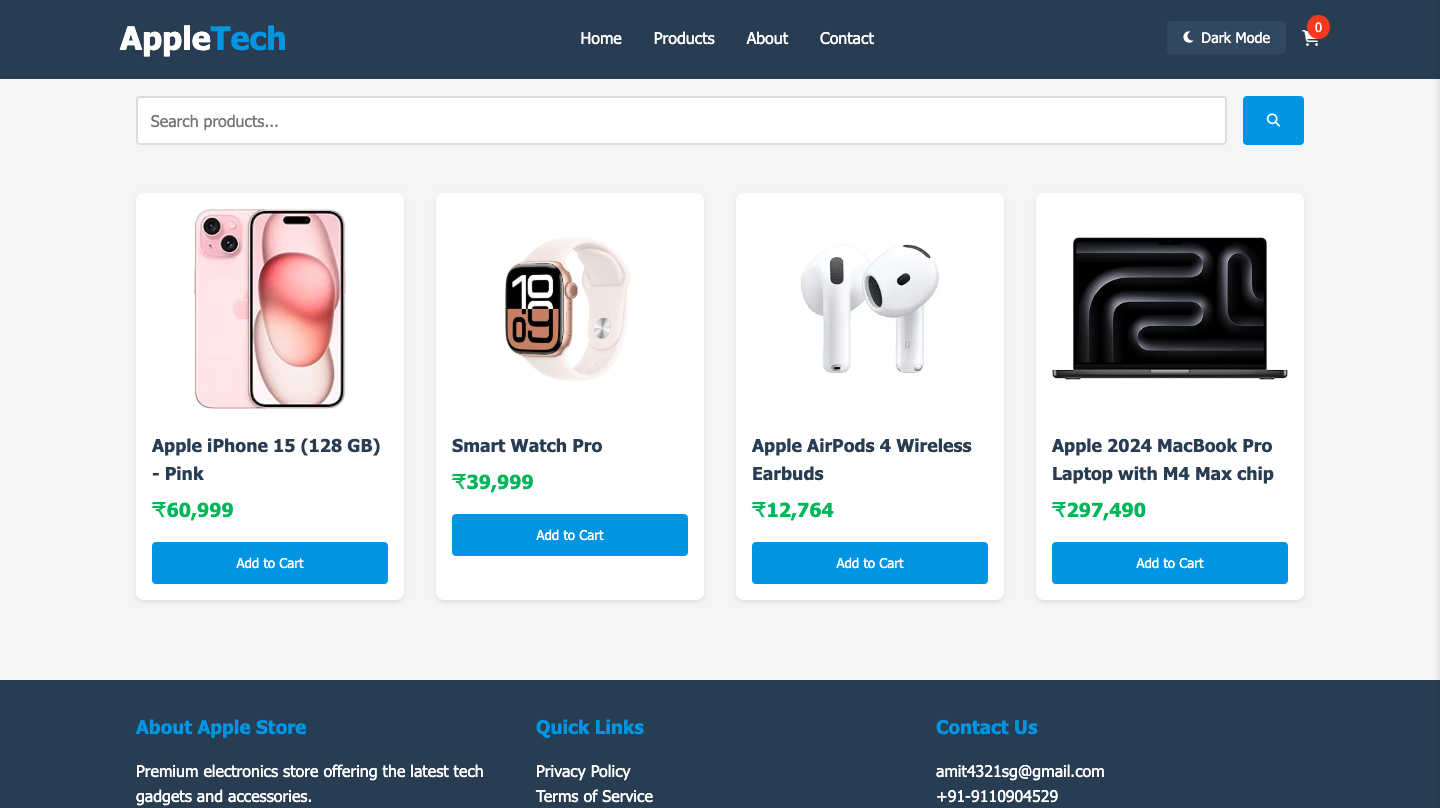 AppleTech
Home Products About Contact
Dark Mode
0
Search products...
10
09
R
Apple iPhone 15 (128 GB)
- Pink
₹60,999
Add to Cart
Smart Watch Pro
₹39,999
Add to Cart
Apple AirPods 4 Wireless
Earbuds
₹12,764
Add to Cart
Apple 2024 MacBook Pro
Laptop with M4 Max chip
₹297,490
Add to Cart
About Apple Store
Premium electronics store offering the latest tech
gadgets and accessories.
Quick Links
Privacy Policy
Terms of Service
Contact Us
amit4321sg@gmail.com
+91-9110904529